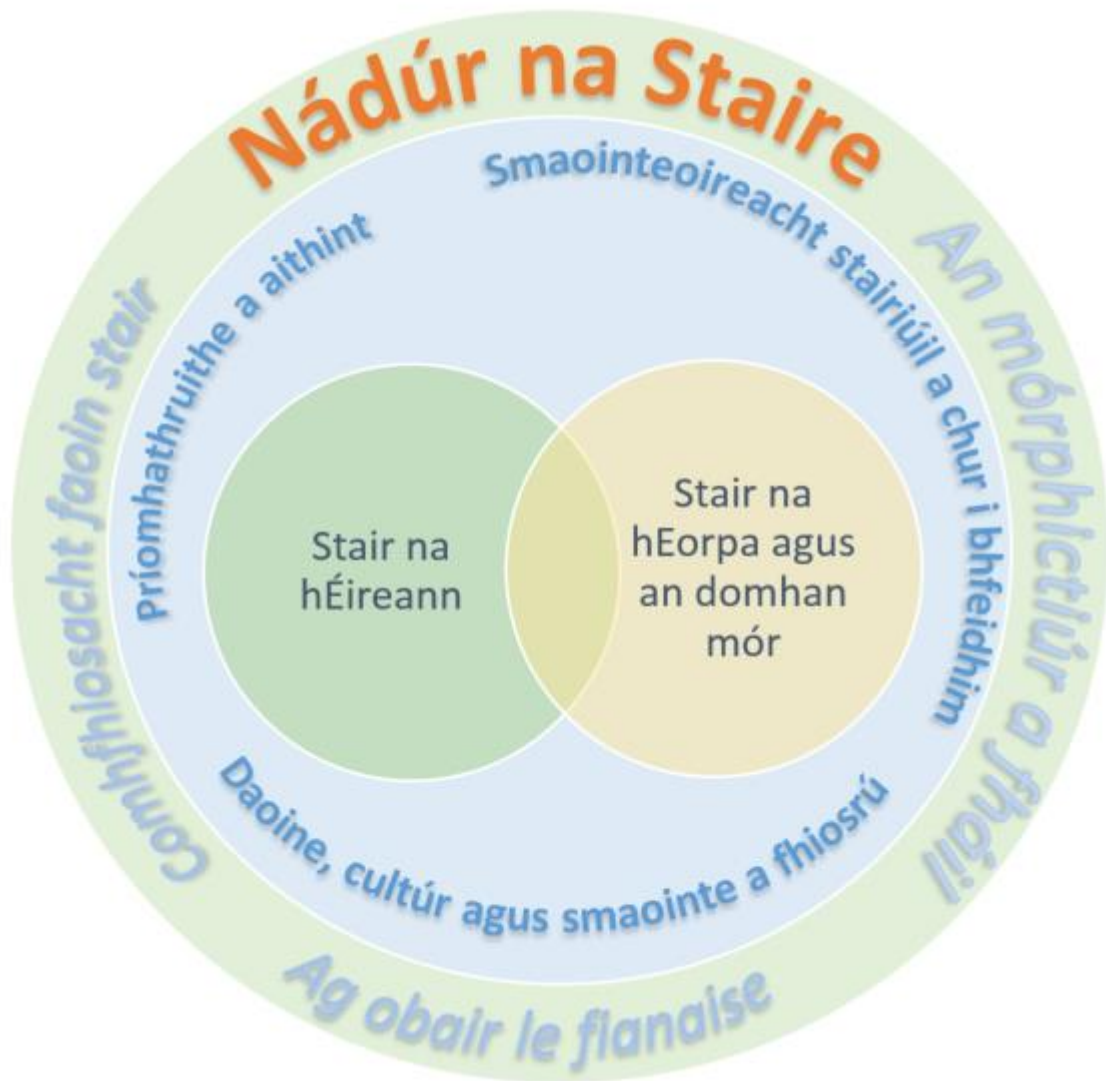 Nádúr na Staire
Comhfhiosacht faoin stair
An mórphictiúr a fháil
Ag obair le fianaise
Príomhathruithe a aithint
Smaointeoireacht stairiúil a chur i bhfeidhim
Daoine, cultúr agus smaointe a fhiosrú
Stair na
hÉireann
Stair na
hEorpa agus
an domhan
mór